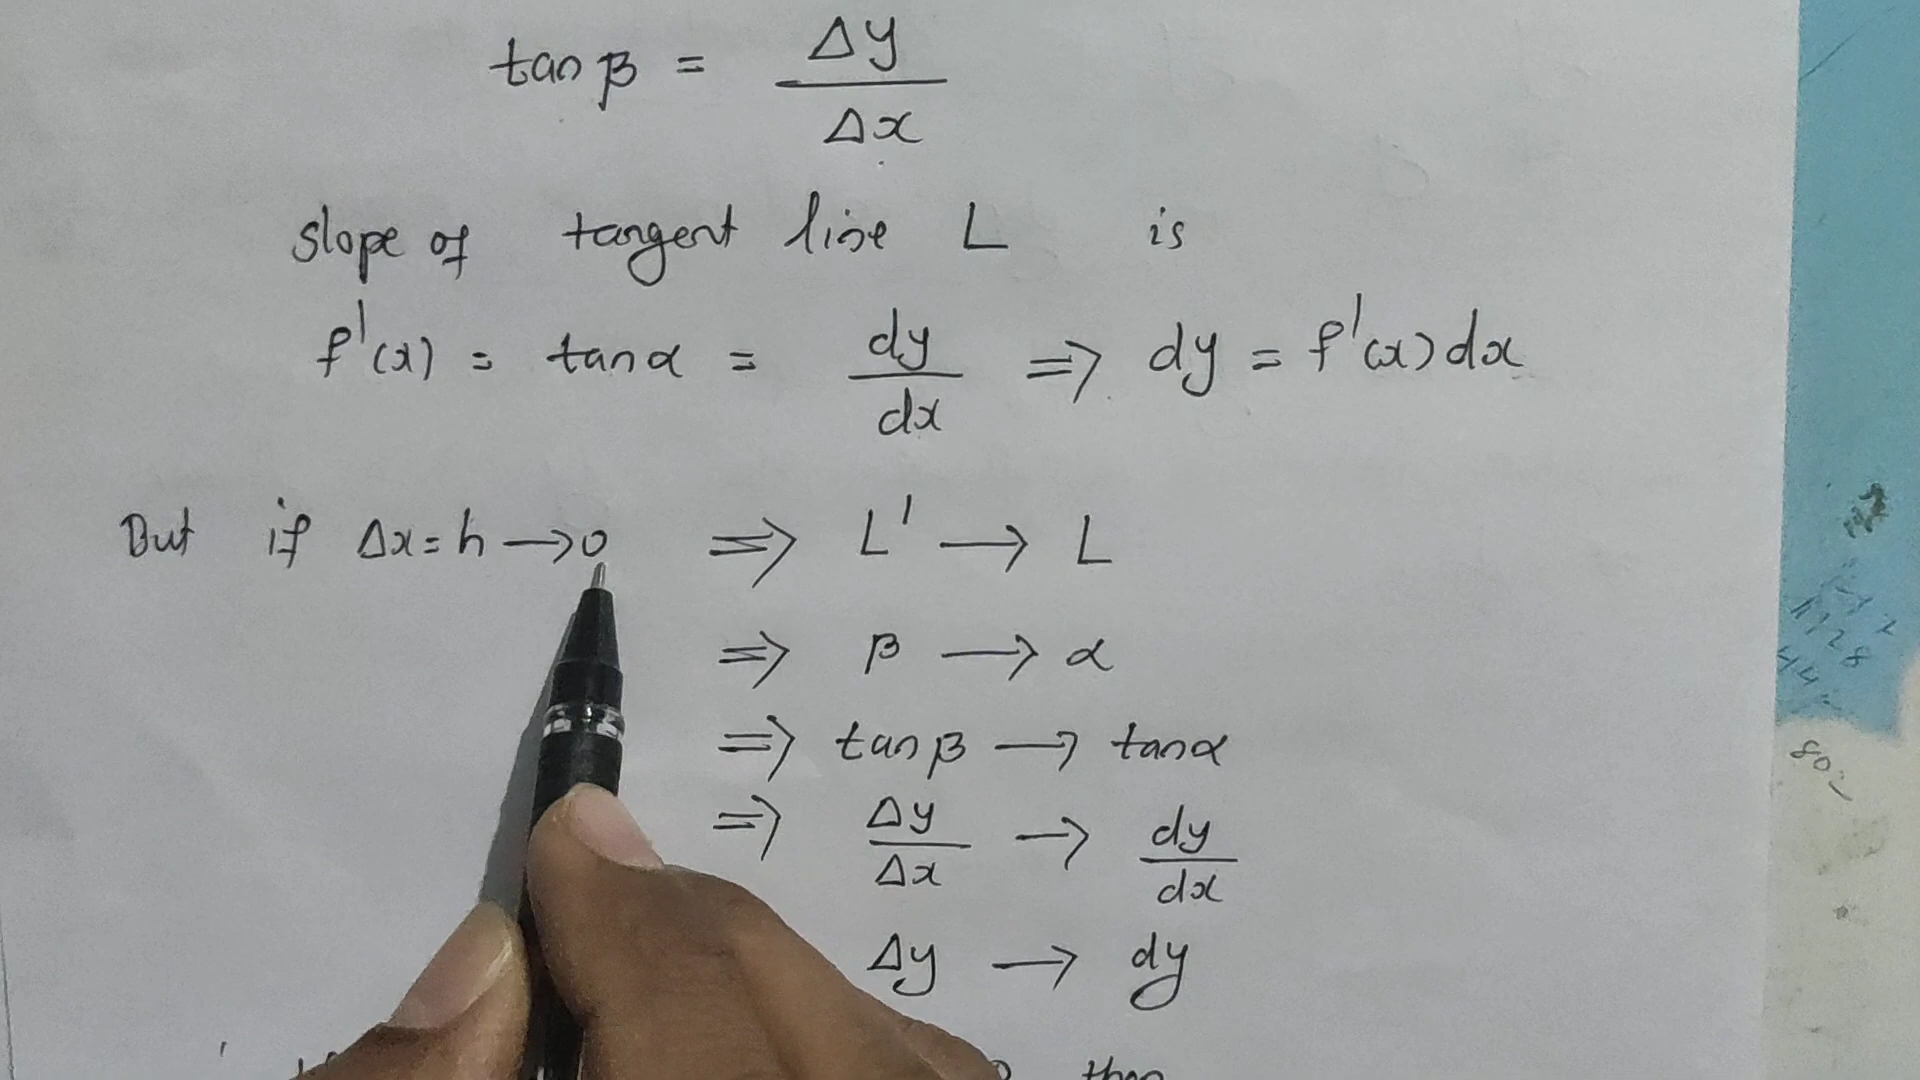 tan β = Δy / Δx
slope of tangent line L is
f'(x) = tan α = dy / dx ⇒ dy = f'(x) dx
But if Δx = h → 0 ⇒ L' → L
⇒ β → α
⇒ tan β → tan α
⇒ Δy / Δx → dy / dx
Δy → dy
then